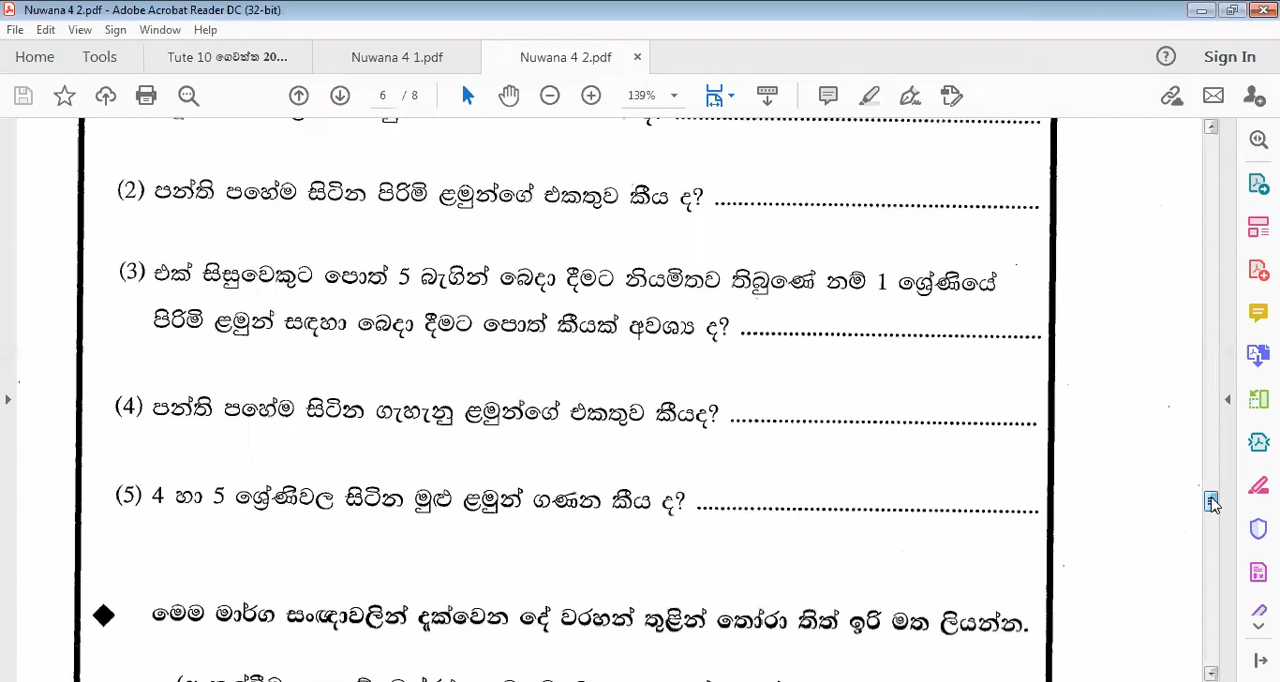 Nuwana 4 2.pdf - Adobe Acrobat Reader DC (32-bit)
File Edit View Sign Window Help
Home Tools Tute 10 ගෙවත්ත 20... Nuwana 4 1.pdf Nuwana 4 2.pdf × Sign In
6 / 8 139%
(2) පන්ති පහේම සිටින පිරිමි ළමුන්ගේ එකතුව කීය ද? ..........
(3) එක් සිසුවෙකුට පොත් 5 බැගින් බෙදා දීමට නියමිතව තිබුණේ නම් 1 ශ්‍රේණියේ
පිරිමි ළමුන් සඳහා බෙදා දීමට පොත් කීයක් අවශ්‍ය ද? ..........
(4) පන්ති පහේම සිටින ගැහැනු ළමුන්ගේ එකතුව කීයද? ..........
(5) 4 හා 5 ශ්‍රේණිවල සිටින මුළු ළමුන් ගණන කීය ද? ..........
◆ මෙම මාර්ග සංඥාවලින් දැක්වෙන දේ වරහන් තුළින් තෝරා තිත් ඉරි මත ලියන්න.